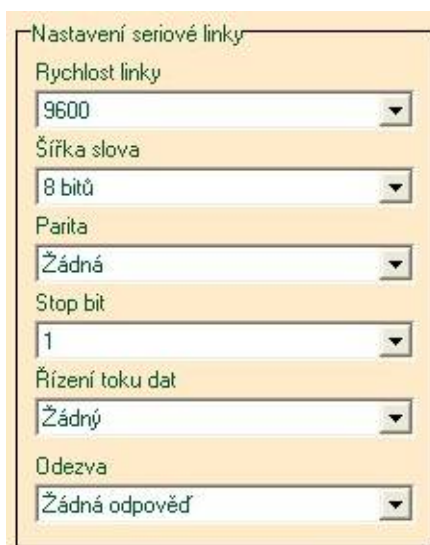 Nastavení seriové linky
Rychlost linky
9600
Šířka slova
8 bitů
Parita
Žádná
Stop bit
1
Řízení toku dat
Žádný
Odezva
Žádná odpověď